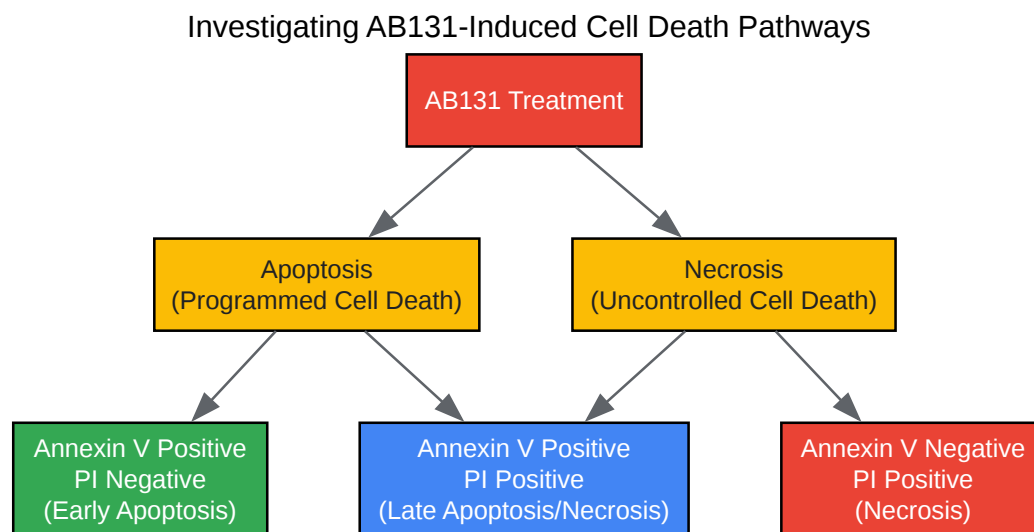 Investigating AB131-Induced Cell Death Pathways
AB131 Treatment
Apoptosis
(Programmed Cell Death)
Necrosis
(Uncontrolled Cell Death)
Annexin V Positive
PI Negative
(Early Apoptosis)
Annexin V Positive
PI Positive
(Late Apoptosis/Necrosis)
Annexin V Negative
PI Positive
(Necrosis)